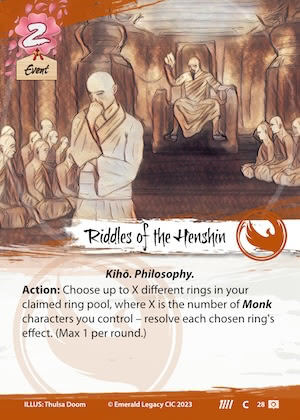 2
Event
Riddles of the Henshin
Kihō. Philosophy.
Action: Choose up to X different rings in your
claimed ring pool, where X is the number of Monk
characters you control – resolve each chosen ring's
effect. (Max 1 per round.)
ILLUS: Thulsa Doom © Emerald Legacy CIC 2023 C 28